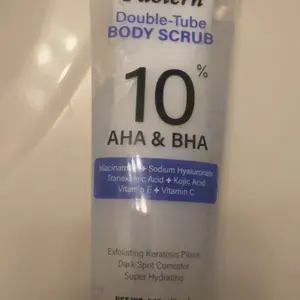 Double-Tube
BODY SCRUB
10%
AHA & BHA
Niacinamide + Sodium Hyaluronate
Tranexamic Acid + Kojic Acid
Vitamin E + Vitamin C
Exfoliating Keratosis Pilaris
Dark Spot Corrector
Super Hydrating